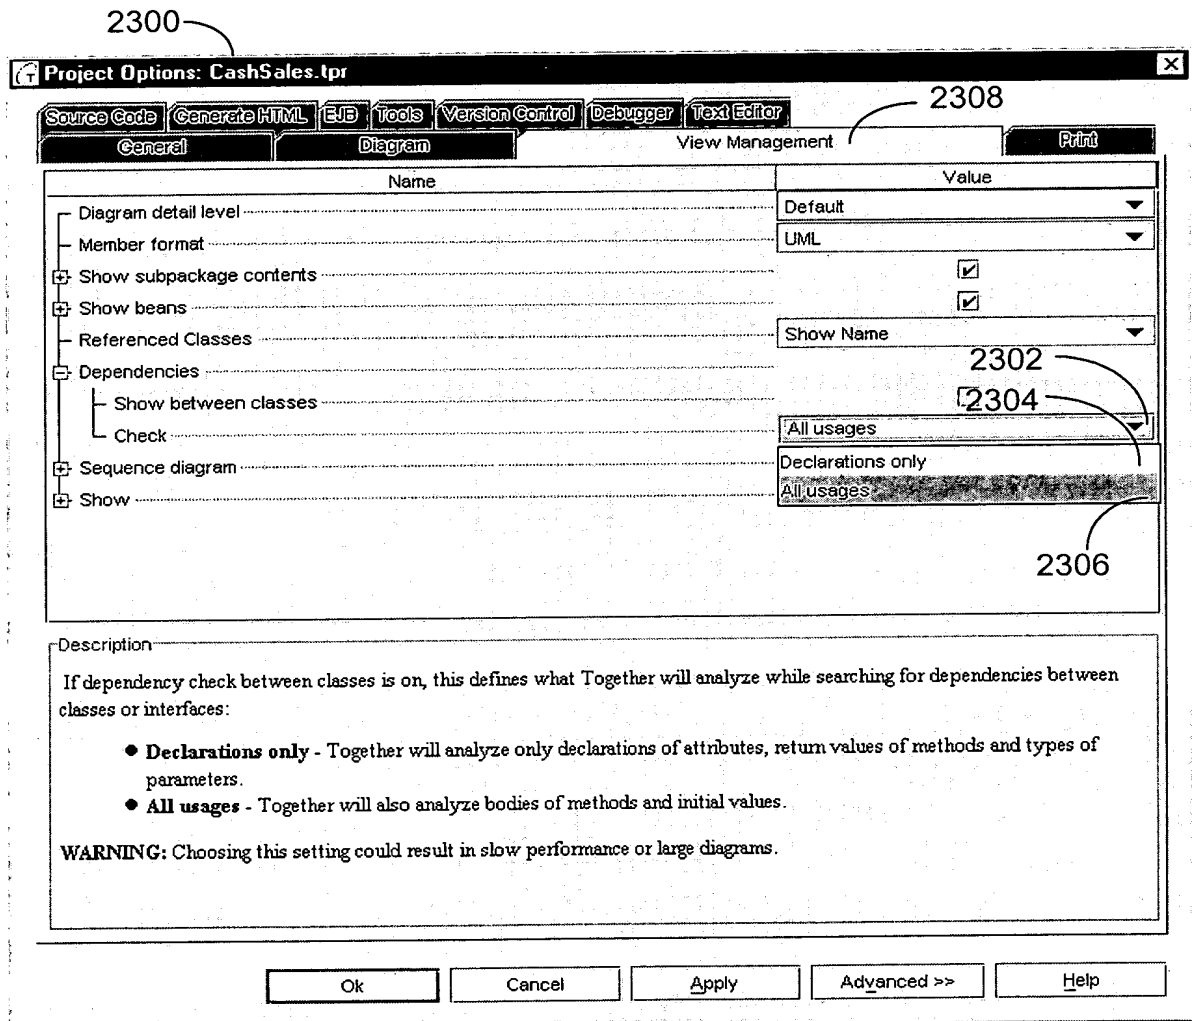 2300
Project Options: CashSales.tpr
2308
Source Code Generate HTML EJB Tools Version Control Debugger Text Editor
General Diagram View Management Print
Name Value
Diagram detail level Default
Member format UML
Show subpackage contents
Show beans
Referenced Classes Show Name
Dependencies 2302
Show between classes 2304
Check All usages
Sequence diagram Declarations only
Show All usages
2306
Description
If dependency check between classes is on, this defines what Together will analyze while searching for dependencies between
classes or interfaces:
● Declarations only - Together will analyze only declarations of attributes, return values of methods and types of
parameters.
● All usages - Together will also analyze bodies of methods and initial values.
WARNING: Choosing this setting could result in slow performance or large diagrams.
Ok Cancel Apply Advanced >> Help